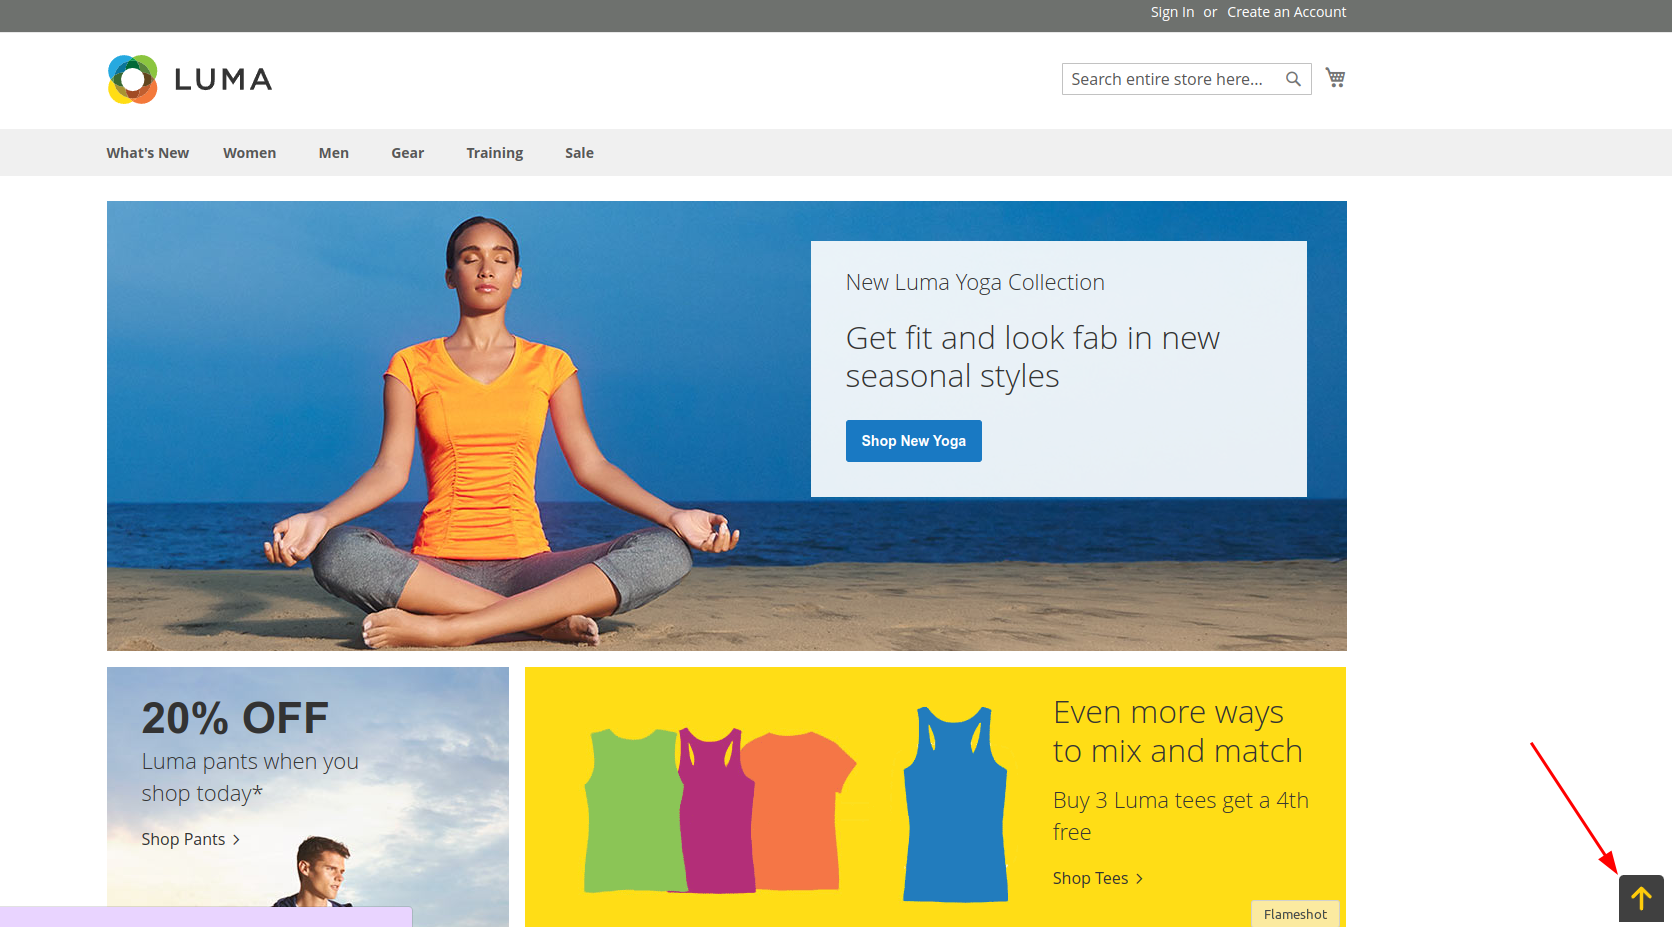 Sign In or Create an Account
LUMA
Search entire store here...
What's New Women Men Gear Training Sale
New Luma Yoga Collection
Get fit and look fab in new
seasonal styles
Shop New Yoga
20% OFF
Luma pants when you
shop today*
Shop Pants
Even more ways
to mix and match
Buy 3 Luma tees get a 4th
free
Shop Tees
Flameshot